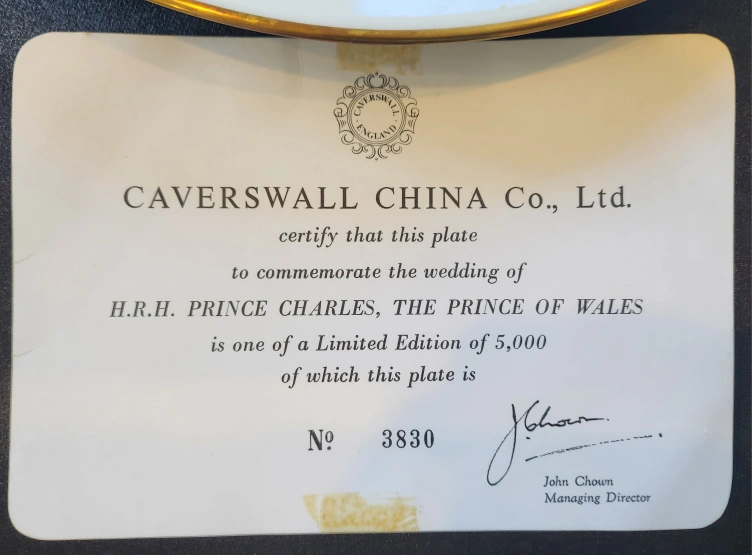 CAVERSWALL
ENGLAND
CAVERSWALL CHINA Co., Ltd.
certify that this plate
to commemorate the wedding of
H.R.H. PRINCE CHARLES, THE PRINCE OF WALES
is one of a Limited Edition of 5,000
of which this plate is
Nº 3830
J Chown
John Chown
Managing Director